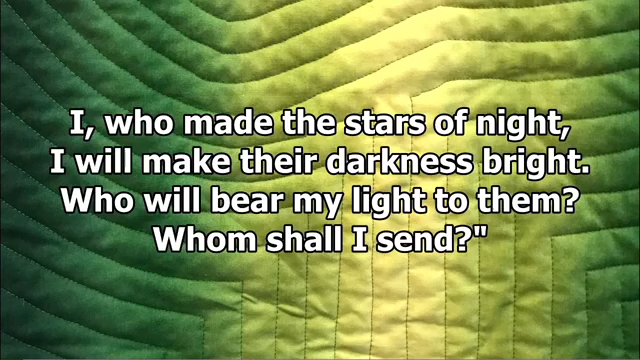 I, who made the stars of night,
I will make their darkness bright.
Who will bear my light to them?
Whom shall I send?"